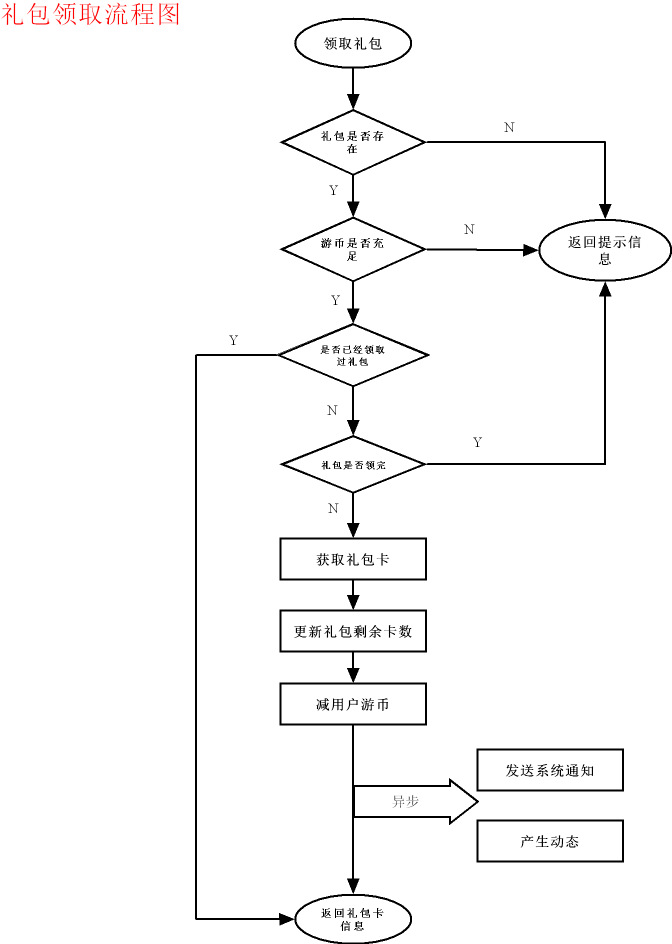 礼包领取流程图
领取礼包
礼包是否存
在
N
Y
游币是否充
足
N
返回提示信
息
Y
Y
是否已经领取
过礼包
N
礼包是否领完
Y
N
获取礼包卡
更新礼包剩余卡数
减用户游币
发送系统通知
异步
产生动态
返回礼包卡
信息